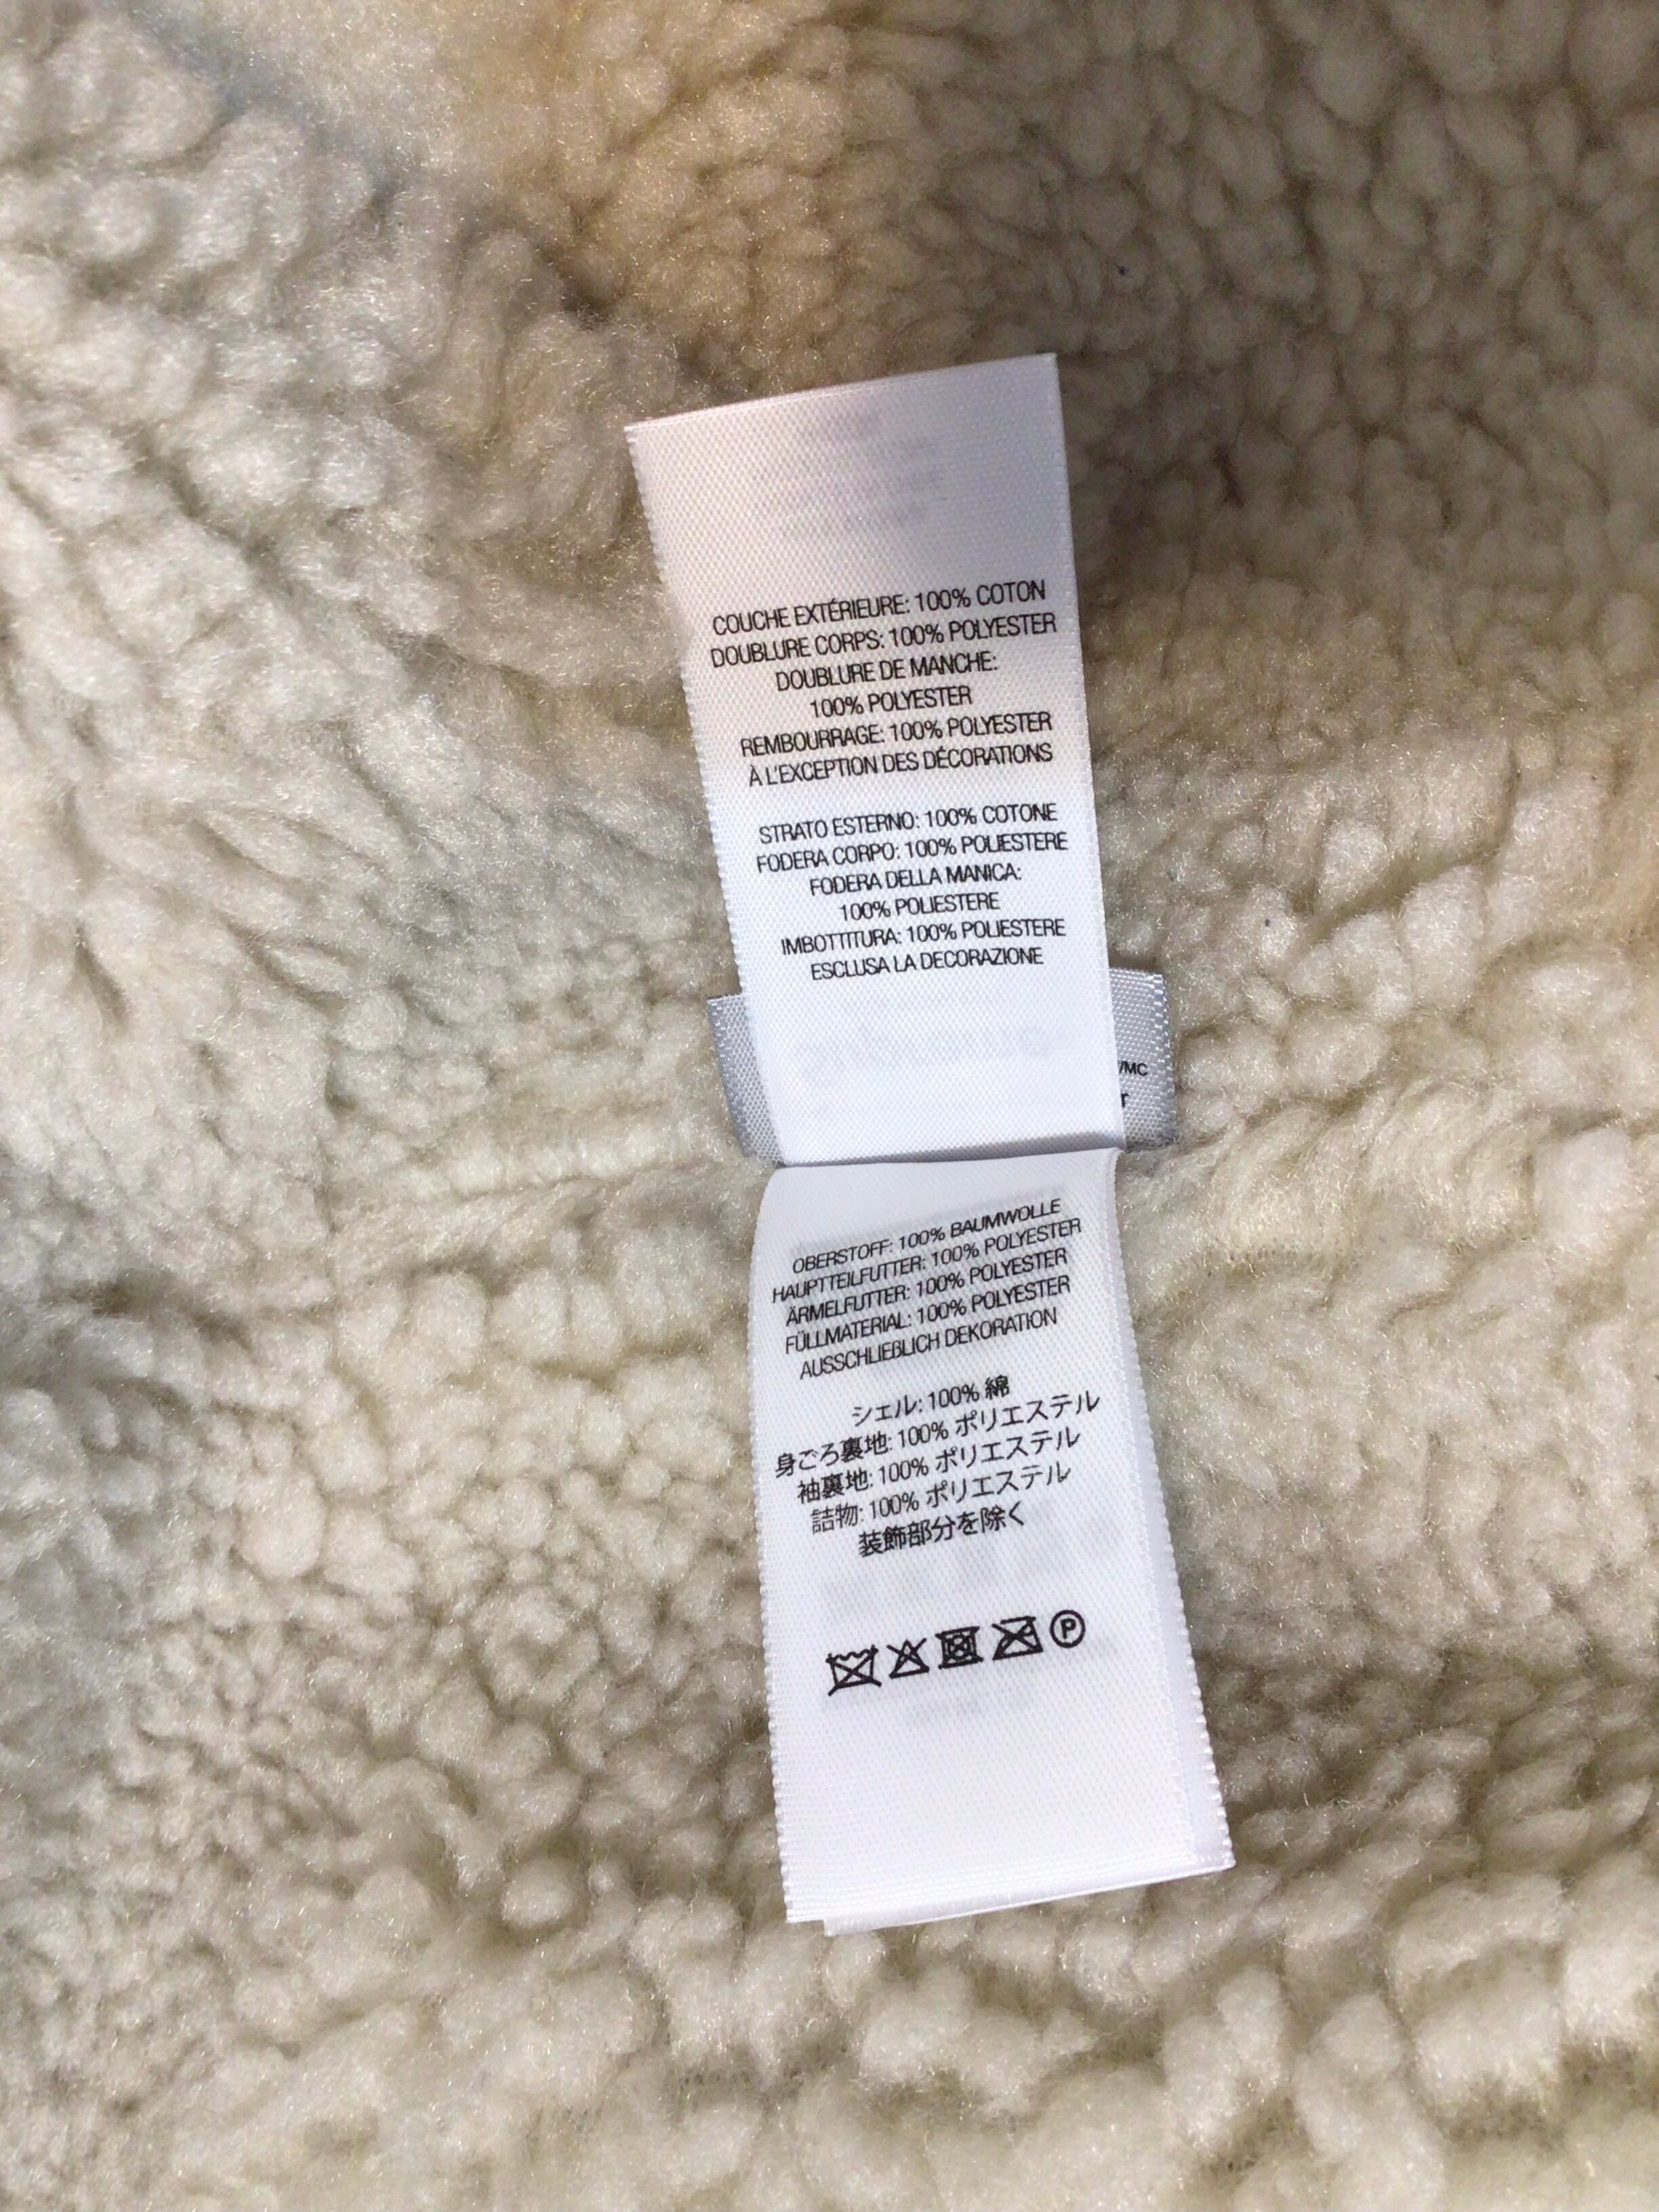 COUCHE EXTÉRIEURE: 100% COTON
DOUBLURE CORPS: 100% POLYESTER
DOUBLURE DE MANCHE:
100% POLYESTER
REMBOURRAGE: 100% POLYESTER
À L'EXCEPTION DES DÉCORATIONS
STRATO ESTERNO: 100% COTONE
FODERA CORPO: 100% POLIESTERE
FODERA DELLA MANICA:
100% POLIESTERE
IMBOTTITURA: 100% POLIESTERE
ESCLUSA LA DECORAZIONE
/MC
r
OBERSTOFF: 100% BAUMWOLLE
HAUPTTEILFUTTER: 100% POLYESTER
ÄRMELFUTTER: 100% POLYESTER
FÜLLMATERIAL: 100% POLYESTER
AUSSCHLIEßLICH DEKORATION
シェル: 100% 綿
身ごろ裏地: 100% ポリエステル
袖裏地: 100% ポリエステル
詰物: 100% ポリエステル
装飾部分を除く
P